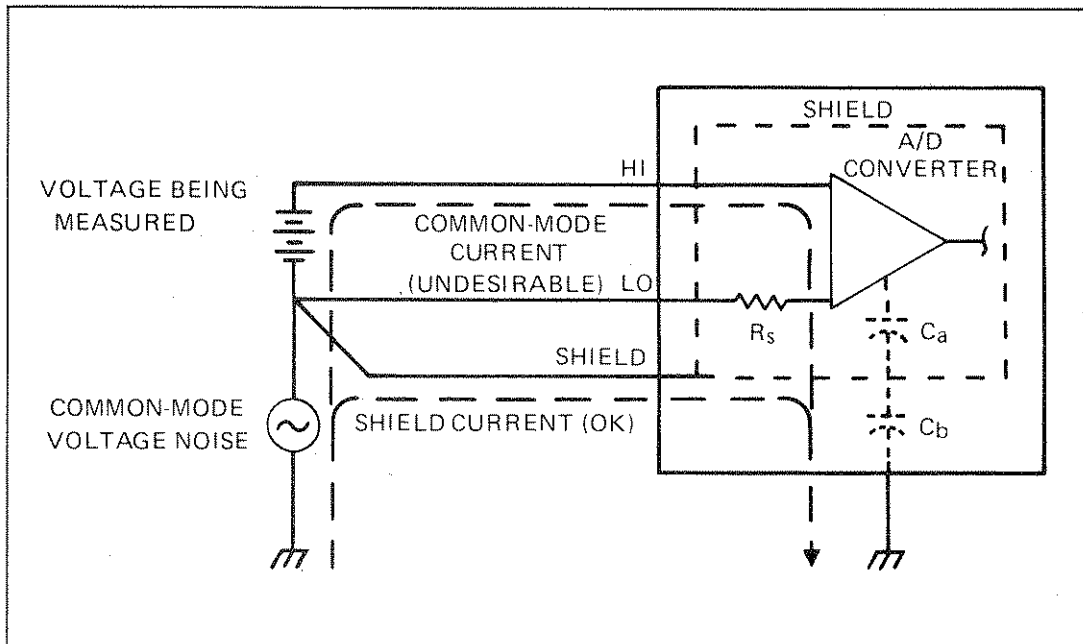 SHIELD
A/D
CONVERTER
HI
VOLTAGE BEING
MEASURED
COMMON-MODE
CURRENT
(UNDESIRABLE) LO
Rs
Ca
SHIELD
COMMON-MODE
VOLTAGE NOISE
SHIELD CURRENT (OK)
Cb